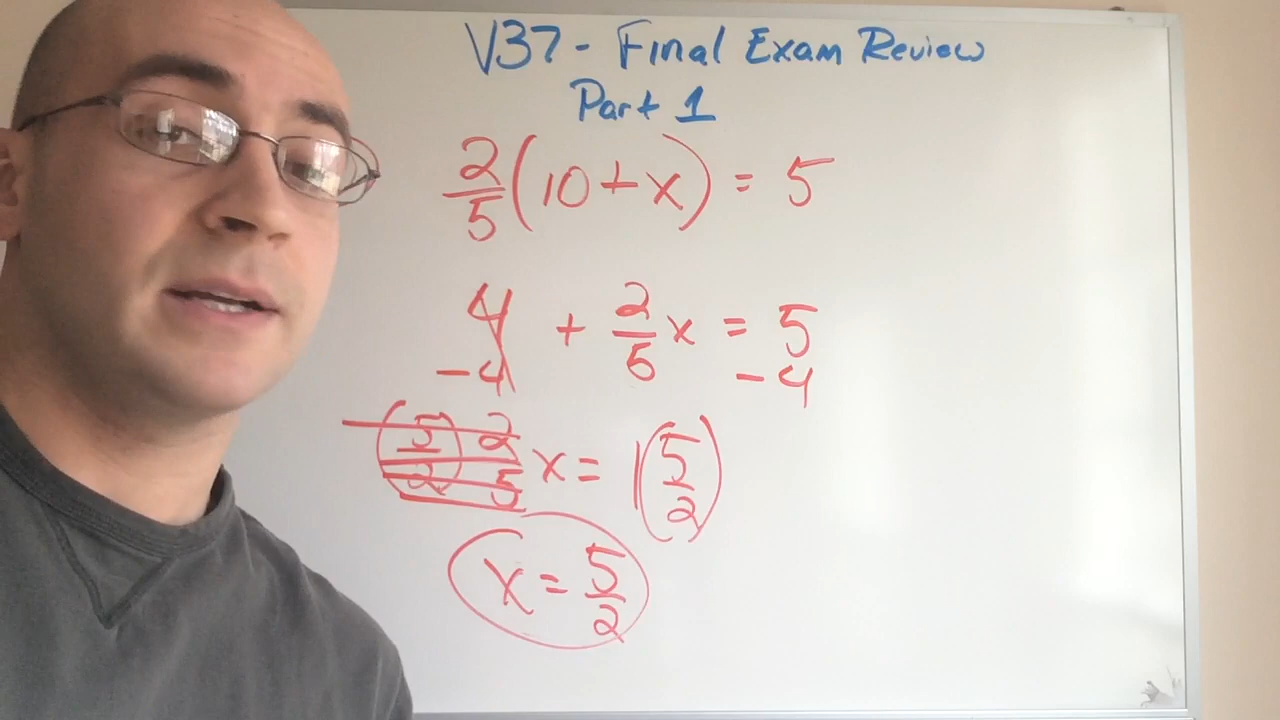 V37 - Final Exam Review
Part 1
2/5 (10 + x) = 5
4 + 2/5 x = 5
-4 -4
(5/2) 2/5 x = 1 (5/2)
x = 5/2